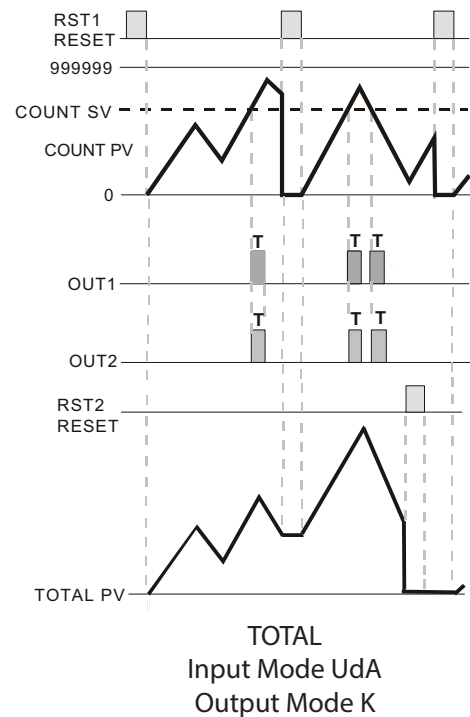 RST1
RESET
999999
COUNT SV
COUNT PV
0
T T T
OUT1
T T T
OUT2
RST2
RESET
TOTAL PV
TOTAL
Input Mode UdA
Output Mode K